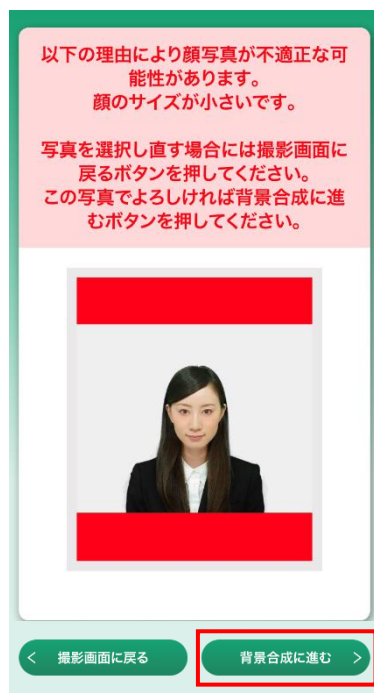 以下の理由により顔写真が不適正な可
能性があります。
顔のサイズが小さいです。
写真を選択し直す場合には撮影画面に
戻るボタンを押してください。
この写真でよろしければ背景合成に進
むボタンを押してください。
撮影画面に戻る
背景合成に進む